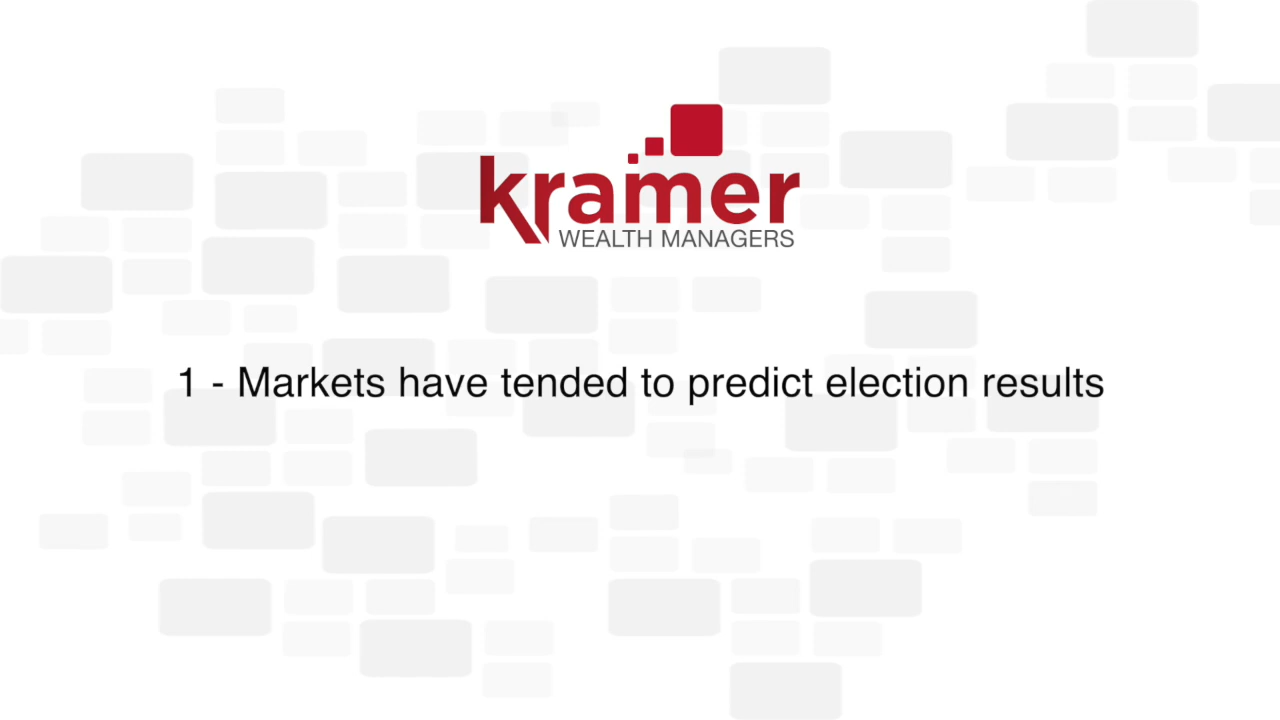 kramer
WEALTH MANAGERS
1 - Markets have tended to predict election results